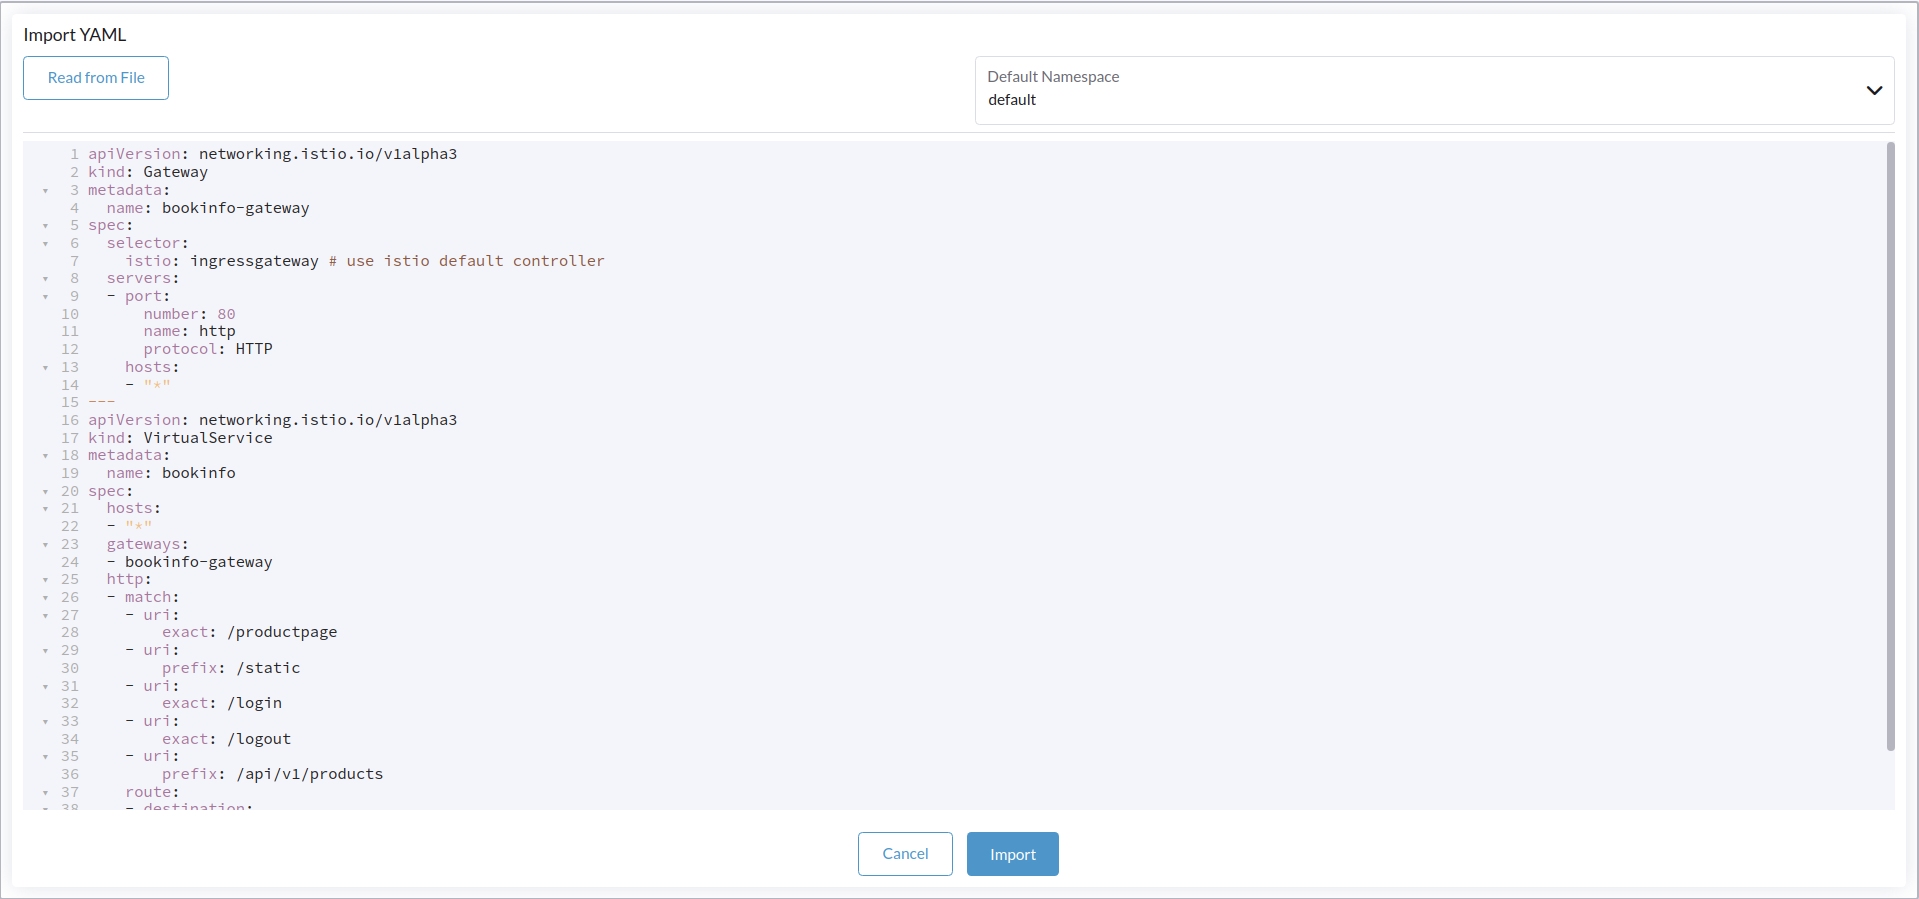 Import YAML
Read from File
Default Namespace
default
1 apiVersion: networking.istio.io/v1alpha3
2 kind: Gateway
3 metadata:
4   name: bookinfo-gateway
5 spec:
6   selector:
7     istio: ingressgateway # use istio default controller
8   servers:
9   - port:
10       number: 80
11       name: http
12       protocol: HTTP
13     hosts:
14     - "*"
15 ---
16 apiVersion: networking.istio.io/v1alpha3
17 kind: VirtualService
18 metadata:
19   name: bookinfo
20 spec:
21   hosts:
22   - "*"
23   gateways:
24   - bookinfo-gateway
25   http:
26   - match:
27     - uri:
28         exact: /productpage
29     - uri:
30         prefix: /static
31     - uri:
32         exact: /login
33     - uri:
34         exact: /logout
35     - uri:
36         prefix: /api/v1/products
37     route:
38     - destination:
Cancel
Import